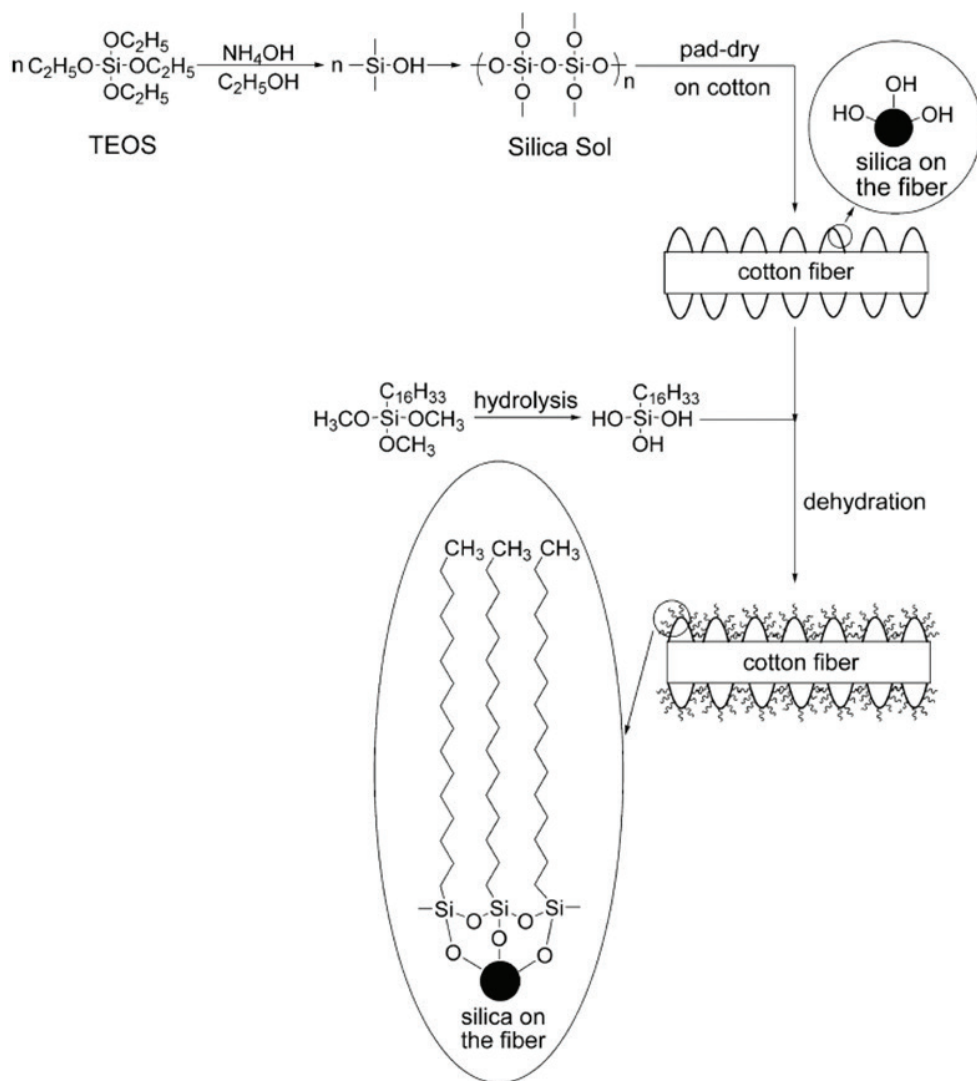 OC2H5
n C2H5O-Si-OC2H5
OC2H5
TEOS
NH4OH
C2H5OH
n -Si-OH
O O
( O-Si-O-Si-O )n
O O
Silica Sol
pad-dry
on cotton
OH
HO OH
silica on
the fiber
cotton fiber
C16H33
H3CO-Si-OCH3
OCH3
hydrolysis
C16H33
HO-Si-OH
OH
dehydration
cotton fiber
CH3 CH3 CH3
Si O Si O Si
O O O
silica on
the fiber